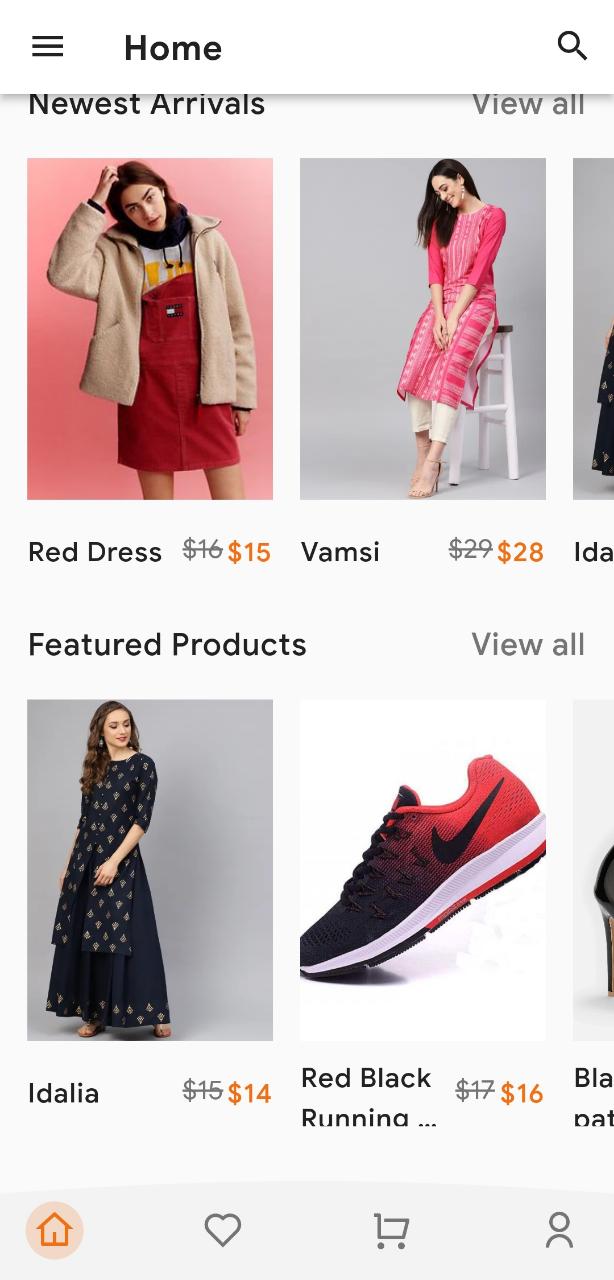 Home
Newest Arrivals View all
Red Dress $16 $15
Vamsi $29 $28
Ida
Featured Products View all
Idalia $15 $14
Red Black
Running ...
$17 $16
Bla
pat